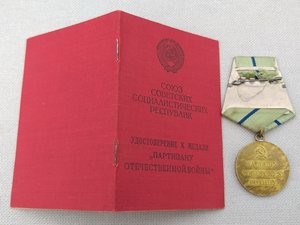 СОЮЗ
СОВЕТСКИХ
СОЦИАЛИСТИЧЕСКИХ
РЕСПУБЛИК
УДОСТОВЕРЕНИЕ К МЕДАЛИ
„ПАРТИЗАНУ
ОТЕЧЕСТВЕННОЙ ВОЙНЫ"